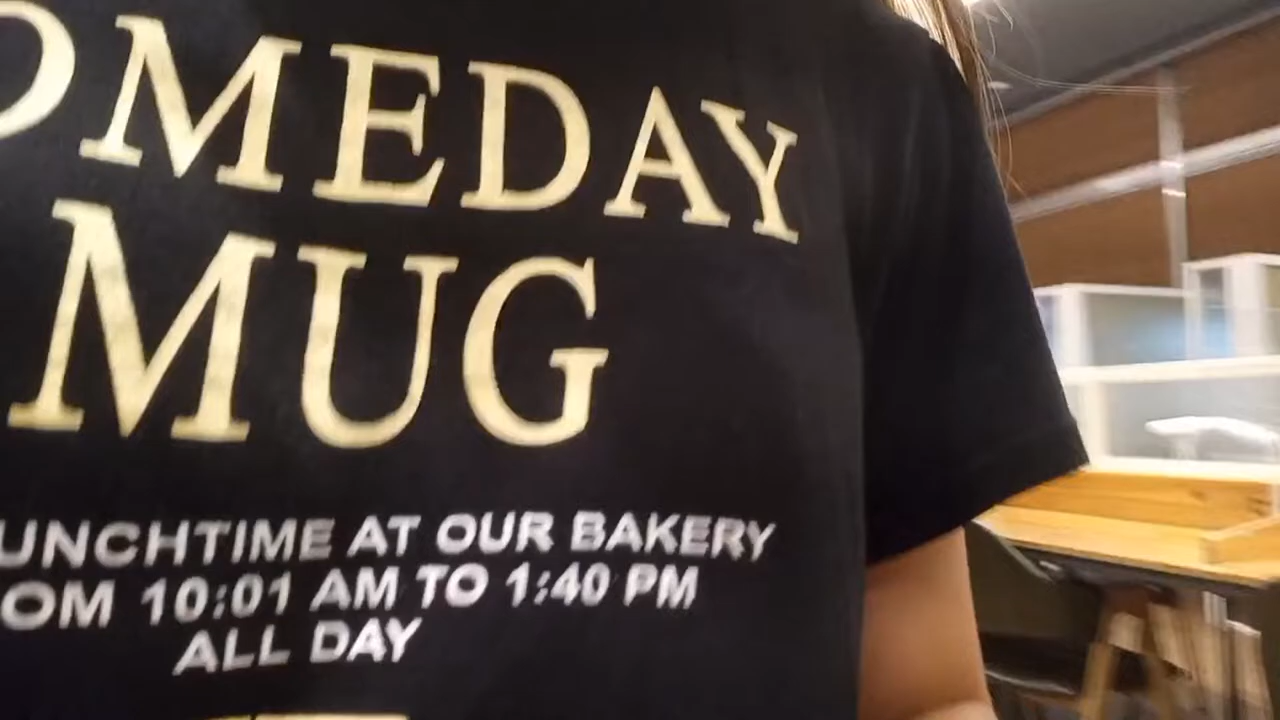 OMEDAY
MUG
UNCHTIME AT OUR BAKERY
OM 10:01 AM TO 1:40 PM
ALL DAY